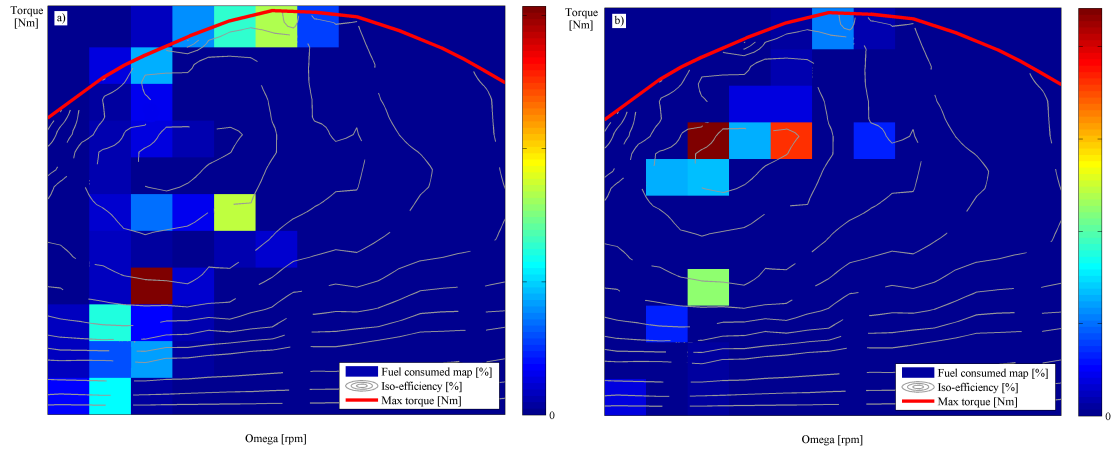 Torque
[Nm]
a)
Fuel consumed map [%]
Iso-efficiency [%]
Max torque [Nm]
0
Omega [rpm]
Torque
[Nm]
b)
Fuel consumed map [%]
Iso-efficiency [%]
Max torque [Nm]
0
Omega [rpm]